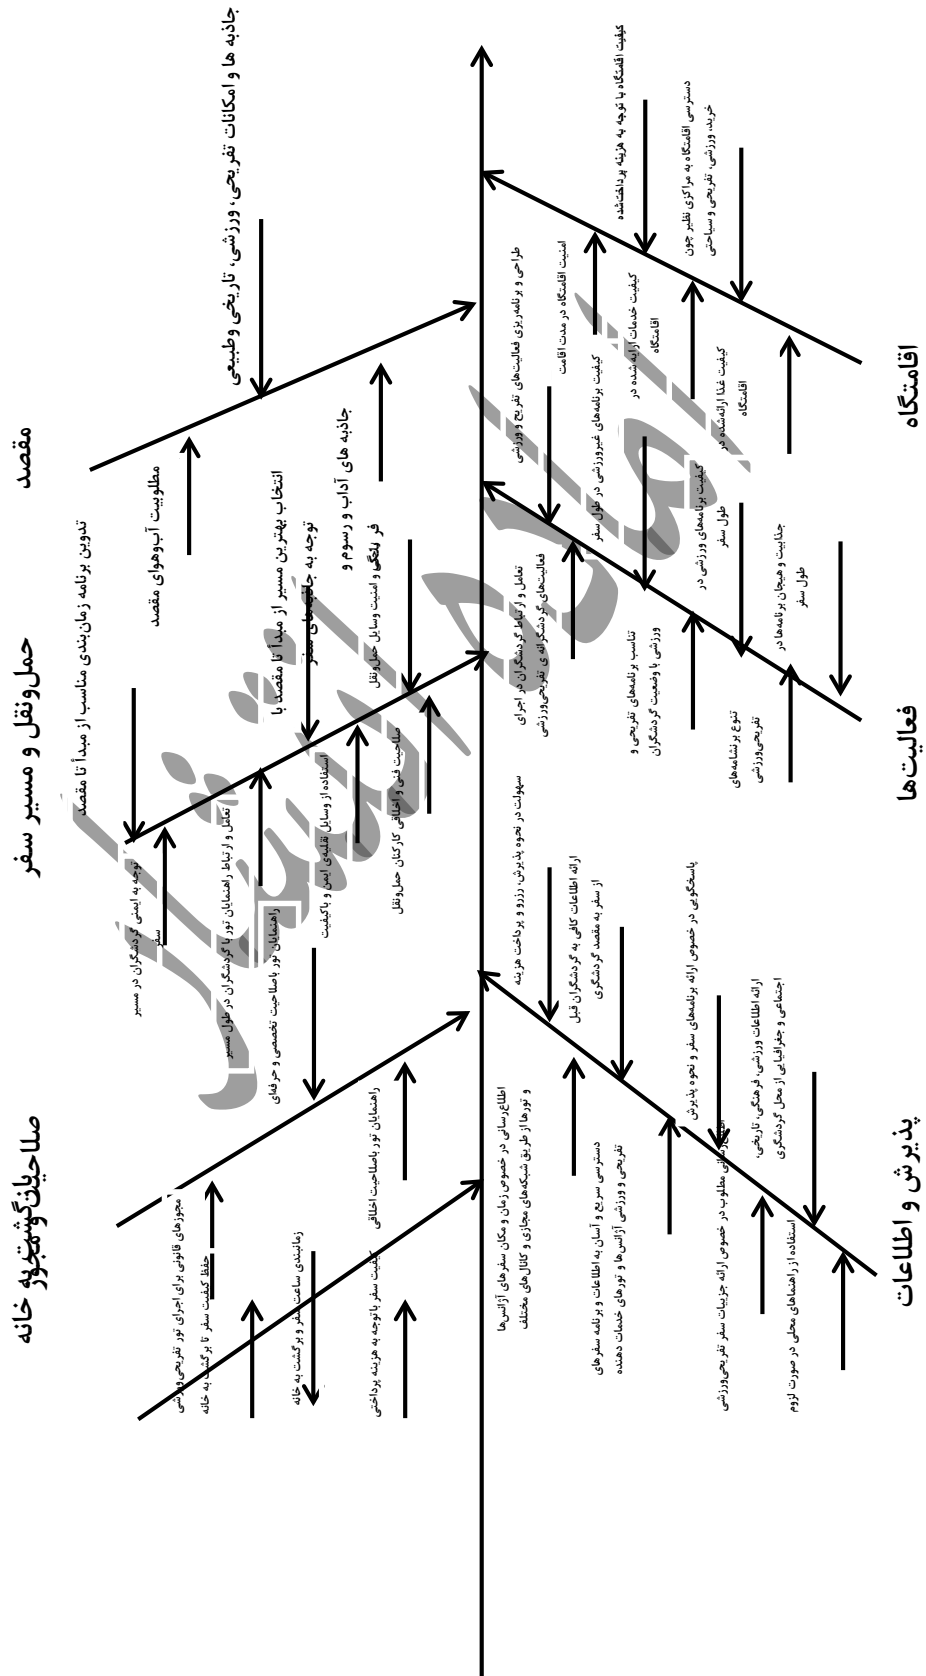 مقصد
جاذبه ها و امکانات تفریحی، ورزشی، تاریخی وطبیعی
مطلوبیت آب‌وهوای مقصد
جاذبه های آداب و رسوم و
حمل‌ونقل و مسیر سفر
تدوین برنامه زمان‌بندی مناسب از مبدأ تا مقصد
توجه به ایمنی گردشگران در مسیر
سفر
انتخاب بهترین مسیر از مبدأ تا مقصد با
توجه به جاذبه‌های سفر
تعامل و ارتباط راهنمایان تور با گردشگران در طول مسیر
و امنیت وسایل حمل‌ونقل
استفاده از وسایل نقلیه‌ی ایمن و باکیفیت
صلاحیت فنی و اخلاقی کارکنان حمل‌ونقل
صلاحیت و مجوز
راهنمایان تور باصلاحیت تخصصی و حرفه‌ای
مجوزهای قانونی برای اجرای تور تفریحی‌ورزشی
راهنمایان تور باصلاحیت اخلاقی
بازگشت به خانه
حفظ کیفیت سفر تا برگشت به خانه
زمانبندی ساعت سفر و برگشت به خانه
کیفیت سفر باتوجه به هزینه پرداختی
اقامتگاه
کیفیت اقامتگاه با توجه به هزینه پرداخت‌شده
دسترسی اقامتگاه به مراکزی نظیر چون
خرید، ورزشی، تفریحی و سیاحتی
امنیت اقامتگاه در مدت اقامت
کیفیت خدمات ارایه شده در
اقامتگاه
کیفیت غذا ارائه‌شده در
اقامتگاه
فعالیت‌ها
طراحی و برنامه‌ریزی فعالیت‌های تفریح و ورزشی
کیفیت برنامه‌های غیرورزشی در طول سفر
کیفیت برنامه‌های ورزشی در
طول سفر
جذابیت و هیجان برنامه‌ها در
طول سفر
تعامل و ارتباط گردشگران در اجرای
فعالیت‌های گردشگرانه ی تفریحی‌ورزشی
تناسب برنامه‌های تفریحی و
ورزشی با وضعیت گردشگران
تنوع برنشامه‌های
تفریحی‌ورزشی
پذیرش و اطلاعات
سهولت در نحوه پذیرش، رزرو و پرداخت هزینه
ارائه اطلاعات کافی به گردشگران قبل
از سفر به مقصد گردشگری
پاسخگویی در خصوص ارائه برنامه‌های سفر و نحوه پذیرش
ارائه اطلاعات ورزشی، فرهنگی، تاریخی،
اجتماعی و جغرافیایی از محل گردشگری
اطلاع‌رسانی در خصوص زمان و مکان سفرهای آژانس‌ها
و تورها از طریق شبکه‌های مجازی و کانال‌های مختلف
دسترسی سریع و آسان به اطلاعات و برنامه سفرهای
تفریحی و ورزشی آژانس‌ها و تورهای خدمات دهنده
اطلاع‌رسانی مطلوب در خصوص ارائه جزییات سفر تفریحی‌ورزشی
استفاده از راهنماهای محلی در صورت لزوم